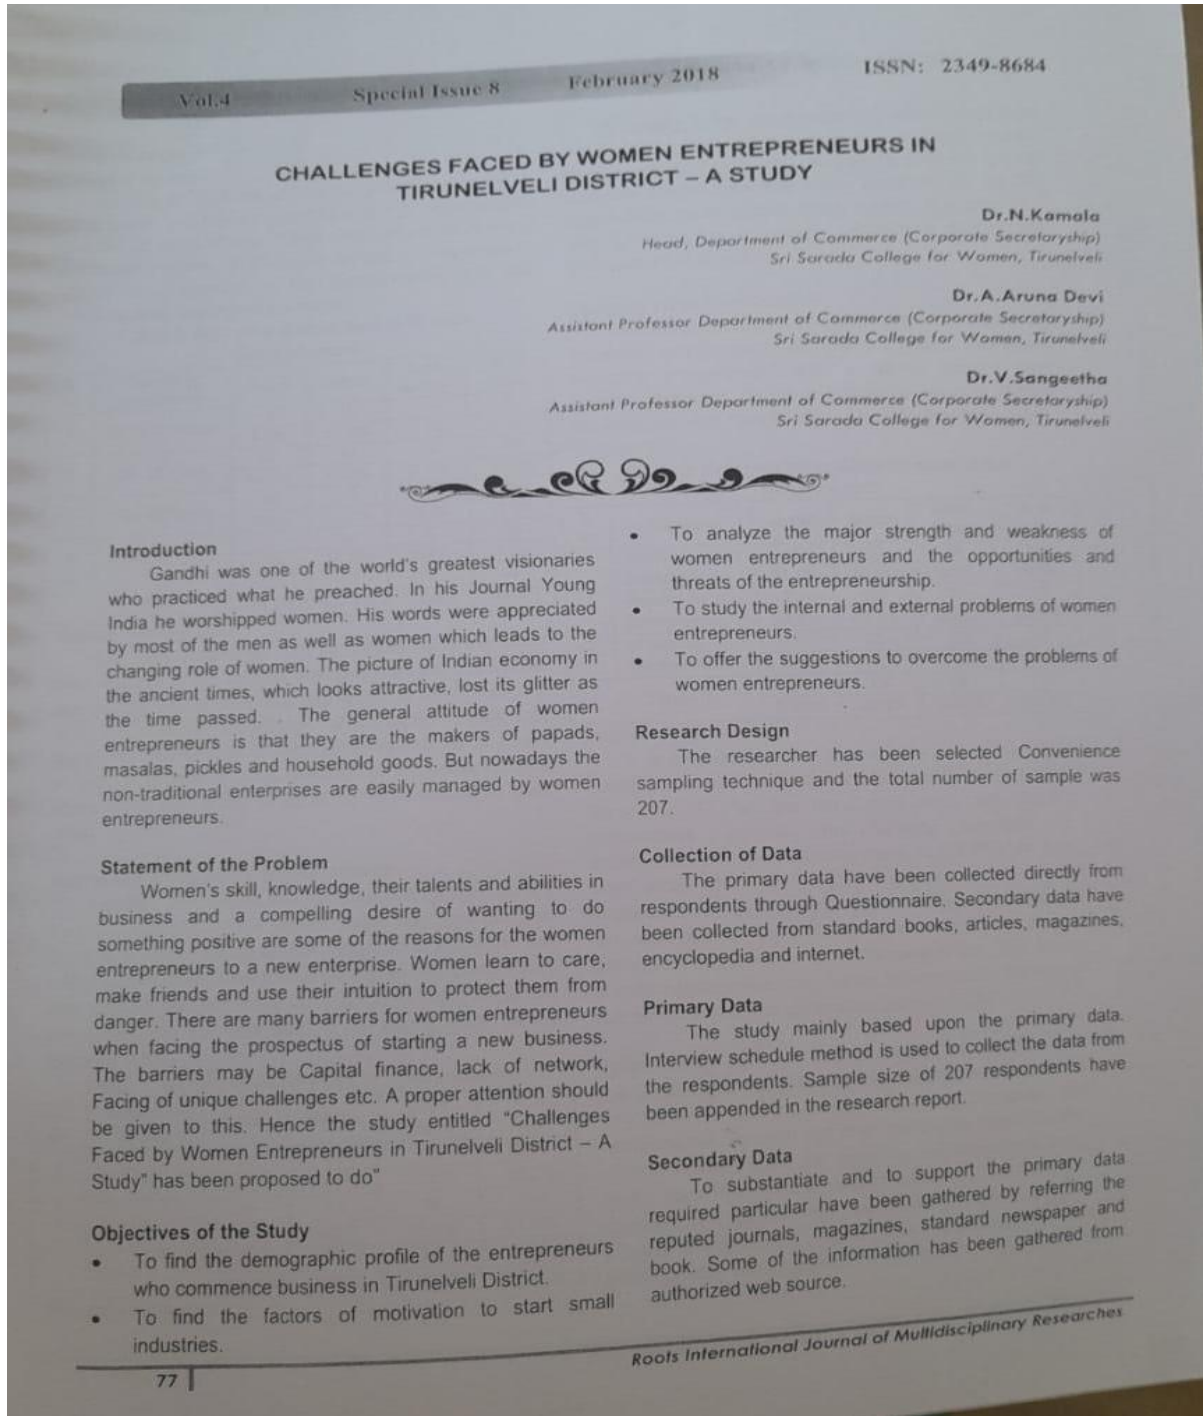 Vol.4 Special Issue 8 February 2018 ISSN: 2349-8684
CHALLENGES FACED BY WOMEN ENTREPRENEURS IN
TIRUNELVELI DISTRICT – A STUDY
Dr.N.Kamala
Head, Department of Commerce (Corporate Secretaryship)
Sri Sarada College for Women, Tirunelveli
Dr.A.Aruna Devi
Assistant Professor Department of Commerce (Corporate Secretaryship)
Sri Sarada College for Women, Tirunelveli
Dr.V.Sangeetha
Assistant Professor Department of Commerce (Corporate Secretaryship)
Sri Sarada College for Women, Tirunelveli
Introduction
Gandhi was one of the world's greatest visionaries
who practiced what he preached. In his Journal Young
India he worshipped women. His words were appreciated
by most of the men as well as women which leads to the
changing role of women. The picture of Indian economy in
the ancient times, which looks attractive, lost its glitter as
the time passed. The general attitude of women
entrepreneurs is that they are the makers of papads,
masalas, pickles and household goods. But nowadays the
non-traditional enterprises are easily managed by women
entrepreneurs.
Statement of the Problem
Women's skill, knowledge, their talents and abilities in
business and a compelling desire of wanting to do
something positive are some of the reasons for the women
entrepreneurs to a new enterprise. Women learn to care,
make friends and use their intuition to protect them from
danger. There are many barriers for women entrepreneurs
when facing the prospectus of starting a new business.
The barriers may be Capital finance, lack of network,
Facing of unique challenges etc. A proper attention should
be given to this. Hence the study entitled "Challenges
Faced by Women Entrepreneurs in Tirunelveli District – A
Study" has been proposed to do"
Objectives of the Study
• To find the demographic profile of the entrepreneurs
who commence business in Tirunelveli District.
• To find the factors of motivation to start small
industries.
• To analyze the major strength and weakness of
women entrepreneurs and the opportunities and
threats of the entrepreneurship.
• To study the internal and external problems of women
entrepreneurs.
• To offer the suggestions to overcome the problems of
women entrepreneurs.
Research Design
The researcher has been selected Convenience
sampling technique and the total number of sample was
207.
Collection of Data
The primary data have been collected directly from
respondents through Questionnaire. Secondary data have
been collected from standard books, articles, magazines,
encyclopedia and internet.
Primary Data
The study mainly based upon the primary data.
Interview schedule method is used to collect the data from
the respondents. Sample size of 207 respondents have
been appended in the research report.
Secondary Data
To substantiate and to support the primary data
required particular have been gathered by referring the
reputed journals, magazines, standard newspaper and
book. Some of the information has been gathered from
authorized web source.
77
Roots International Journal of Multidisciplinary Researches